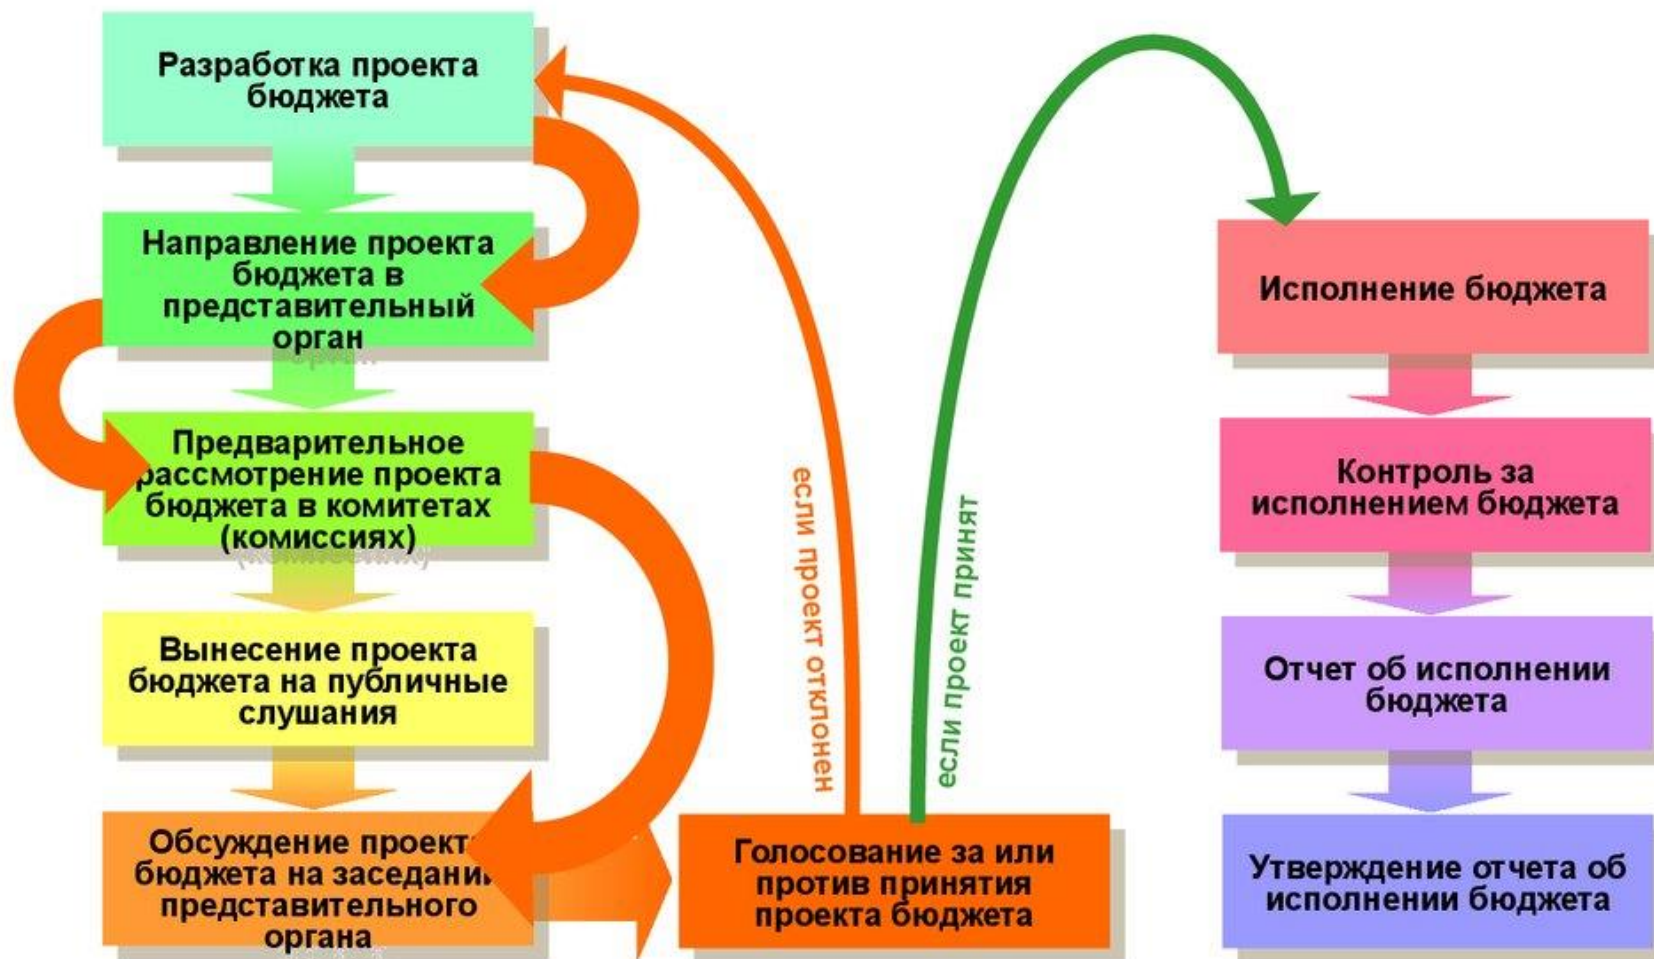 Разработка проекта
бюджета
Направление проекта
бюджета в
представительный
орган
Предварительное
рассмотрение проекта
бюджета в комитетах
(комиссиях)
Вынесение проекта
бюджета на публичные
слушания
Обсуждение проекта
бюджета на заседании
представительного
органа
Голосование за или
против принятия
проекта бюджета
если проект отклонен
если проект принят
Исполнение бюджета
Контроль за
исполнением бюджета
Отчет об исполнении
бюджета
Утверждение отчета об
исполнении бюджета